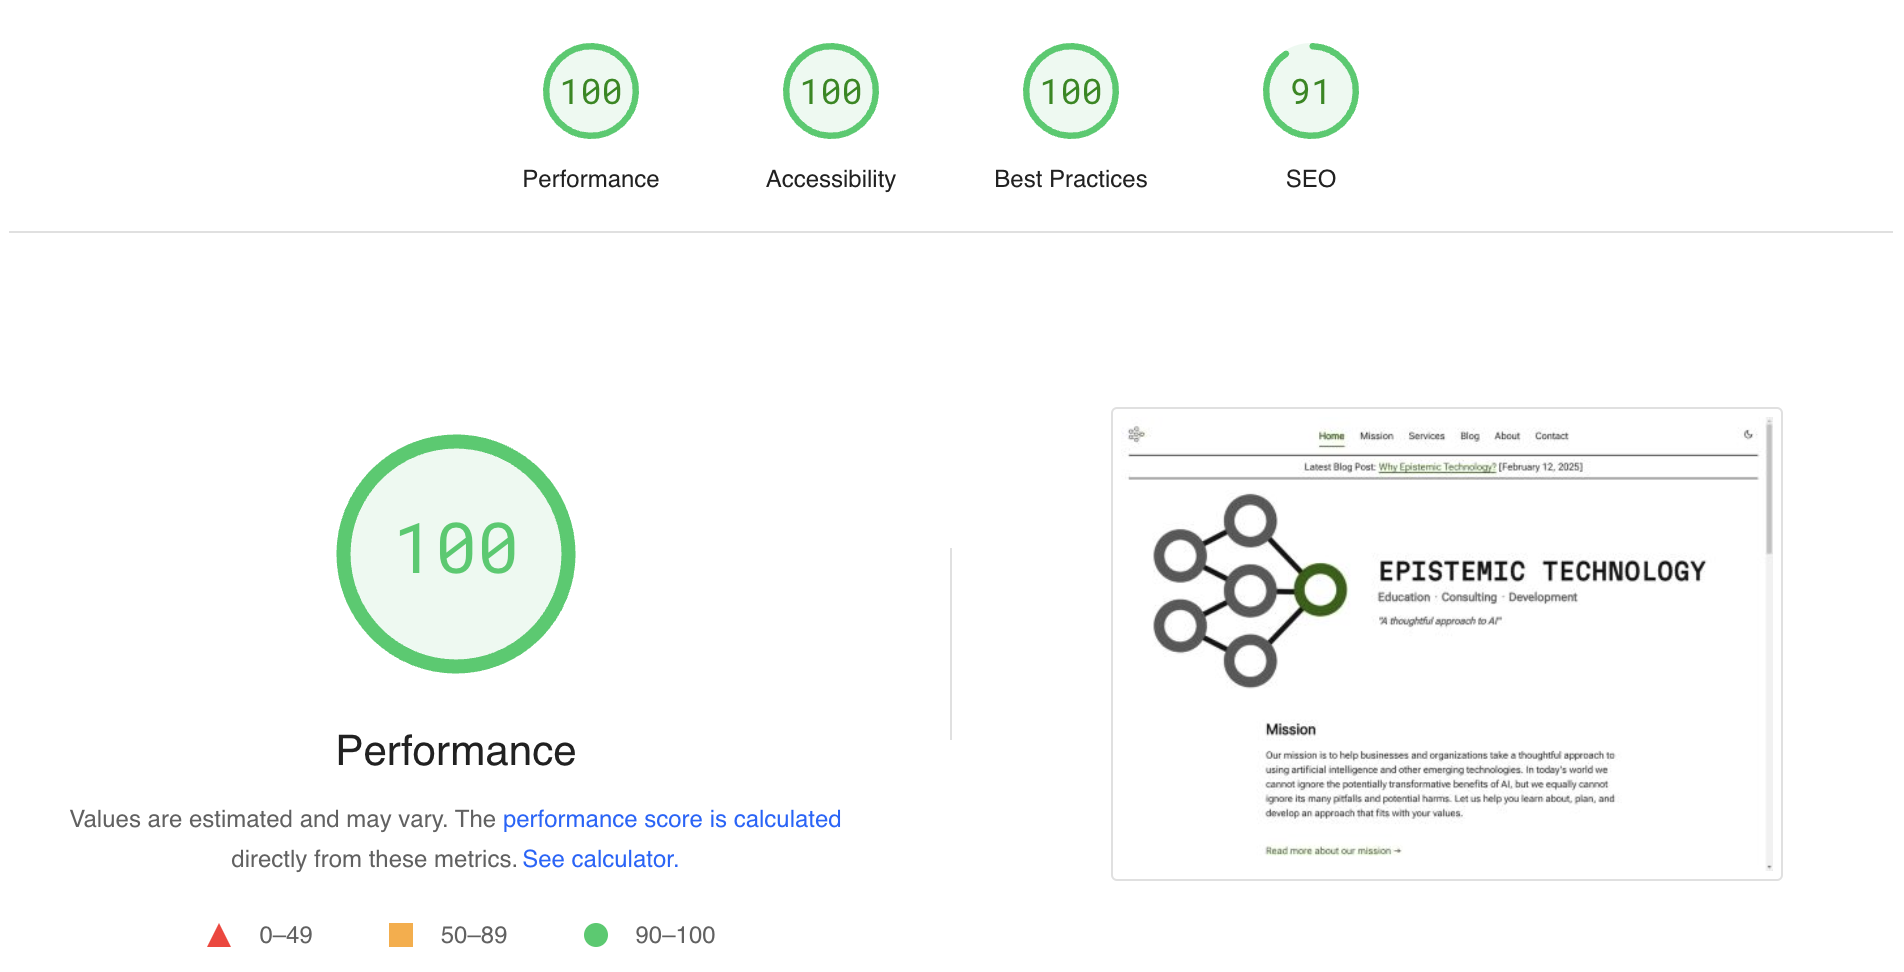 100
100
100
91
Performance
Accessibility
Best Practices
SEO
100
Performance
Values are estimated and may vary. The performance score is calculated
directly from these metrics. See calculator.
0–49
50–89
90–100
Home Mission Services Blog About Contact
Latest Blog Post: Why Epistemic Technology? [February 12, 2025]
EPISTEMIC TECHNOLOGY
Education · Consulting · Development
"A thoughtful approach to AI"
Mission
Our mission is to help businesses and organizations take a thoughtful approach to
using artificial intelligence and other emerging technologies. In today's world we
cannot ignore the potentially transformative benefits of AI, but we equally cannot
ignore its many pitfalls and potential harms. Let us help you learn about, plan, and
develop an approach that fits with your values.
Read more about our mission →